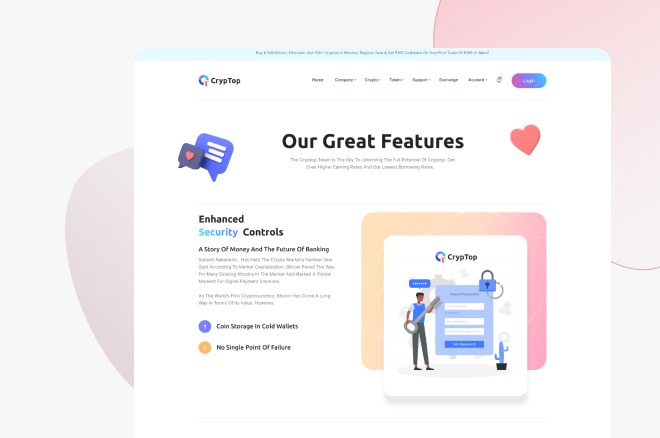 Buy & Sell Bitcoin, Ethereum And 100+ Cryptos In Minutes. Register Now & Get $100 Cashback On Your First Trade Of $1500 Or More!
CrypTop
Home Company Crypto Token Support Exchange Account Login
Our Great Features
The Cryptop Token Is The Key To Unlocking The Full Potential Of Cryptop. Get
Even Higher Earning Rates And Our Lowest Borrowing Rates.
Enhanced
Security Controls
A Story Of Money And The Future Of Banking
Satoshi Nakamoto, Has Held The Crypto Market's Number One
Spot According To Market Capitalization. Bitcoin Paved The Way
For Many Existing Altcoins In The Market And Marked A Pivotal
Moment For Digital Payment Solutions.
As The World's First Cryptocurrency, Bitcoin Has Come A Long
Way In Terms Of Its Value. However,
1 Coin Storage In Cold Wallets
2 No Single Point Of Failure
CrypTop
Reset Password